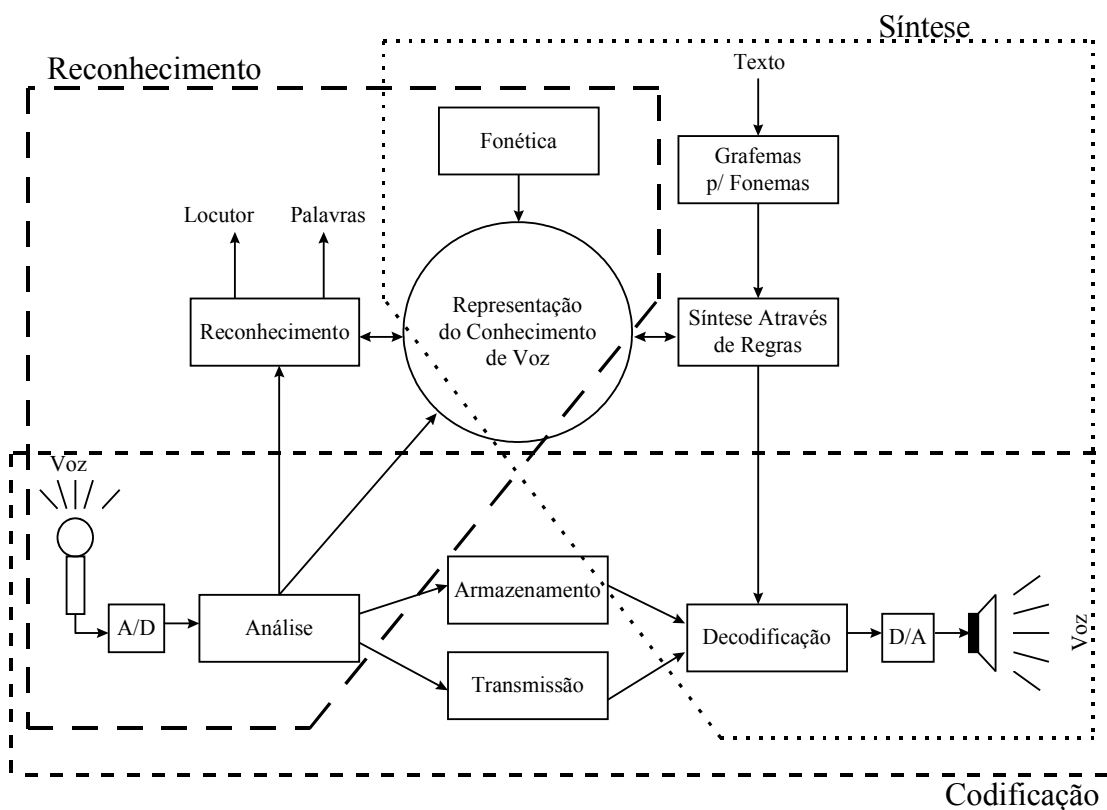 Síntese
Reconhecimento
Texto
Fonética
Grafemas
p/ Fonemas
Locutor
Palavras
Representação
do Conhecimento
de Voz
Reconhecimento
Síntese Através
de Regras
Voz
Armazenamento
A/D
Análise
Decodificação
D/A
Voz
Transmissão
Codificação